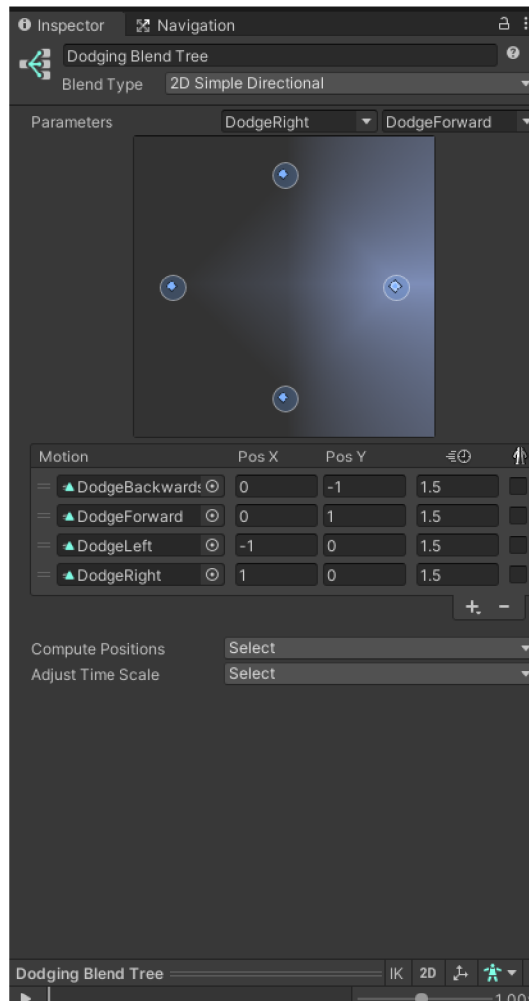 Inspector Navigation
Dodging Blend Tree
Blend Type 2D Simple Directional
Parameters DodgeRight DodgeForward
Motion Pos X Pos Y
DodgeBackwards 0 -1 1.5
DodgeForward 0 1 1.5
DodgeLeft -1 0 1.5
DodgeRight 1 0 1.5
+ -
Compute Positions Select
Adjust Time Scale Select
Dodging Blend Tree IK 2D
1.00